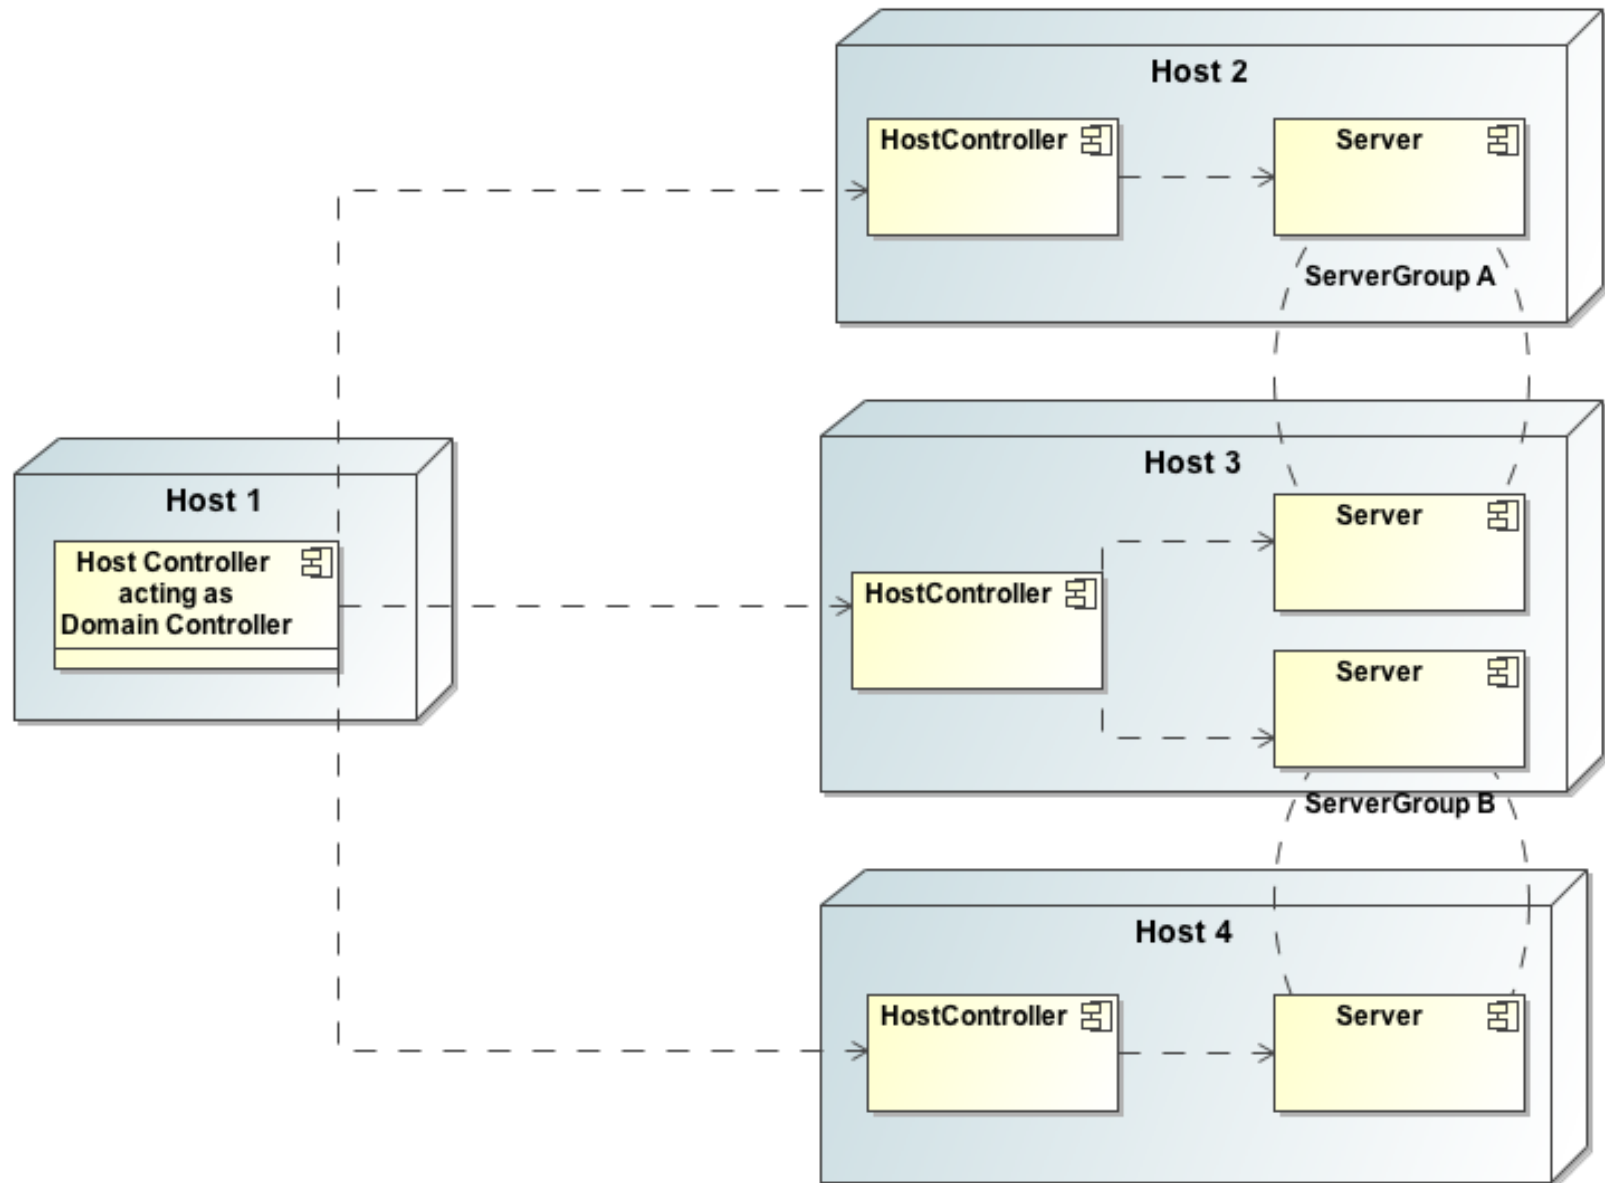 Host 2
HostController
Server
ServerGroup A
Host 1
Host Controller
acting as
Domain Controller
Host 3
HostController
Server
Server
ServerGroup B
Host 4
HostController
Server